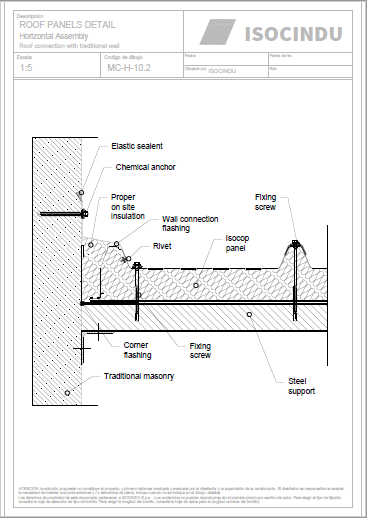 Descripción
ROOF PANELS DETAIL
Horizontal Assembly
Roof connection with traditional wall
ISOCINDU
Escala
1:5
Código de dibujo
MC-H-10.2
Fecha
Fecha de rev.
Dibujado por
ISOCINDU
Rev.
Elastic sealent
Chemical anchor
Proper
on site
insulation
Fixing
screw
Wall connection
flashing
Rivet
Isocop
panel
Corner
flashing
Fixing
screw
Traditional masonry
Steel
support